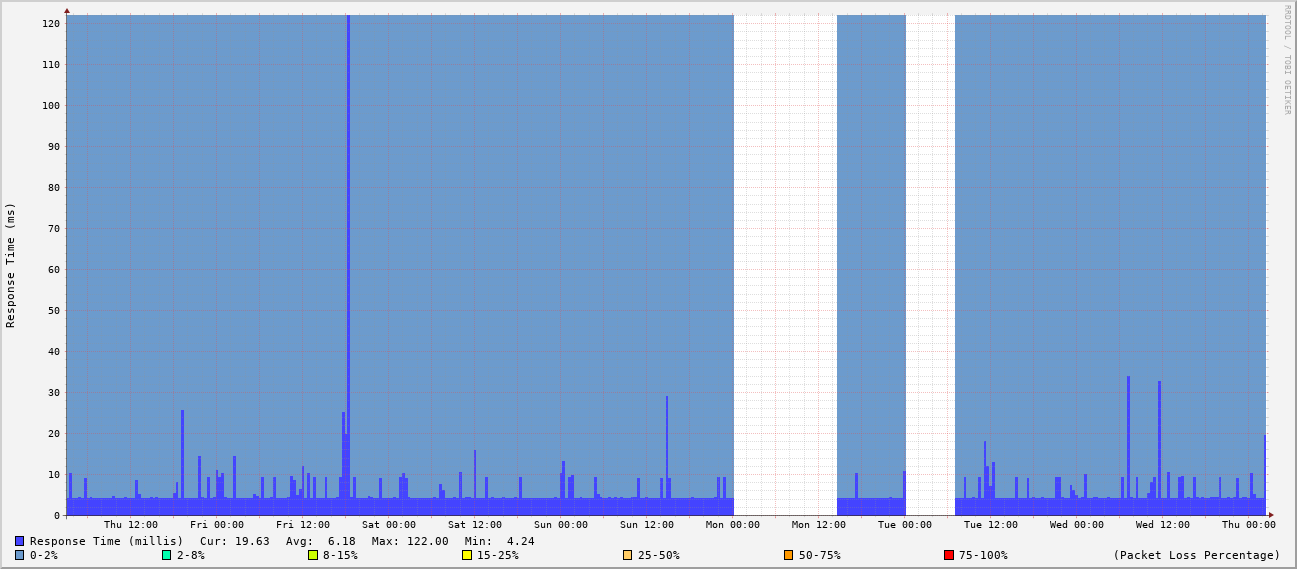 RRDTOOL / TOBI OETIKER
Response Time (ms)
120
110
100
90
80
70
60
50
40
30
20
10
0
Thu 12:00 Fri 00:00 Fri 12:00 Sat 00:00 Sat 12:00 Sun 00:00 Sun 12:00 Mon 00:00 Mon 12:00 Tue 00:00 Tue 12:00 Wed 00:00 Wed 12:00 Thu 00:00
Response Time (millis) Cur: 19.63 Avg: 6.18 Max: 122.00 Min: 4.24
0-2% 2-8% 8-15% 15-25% 25-50% 50-75% 75-100% (Packet Loss Percentage)